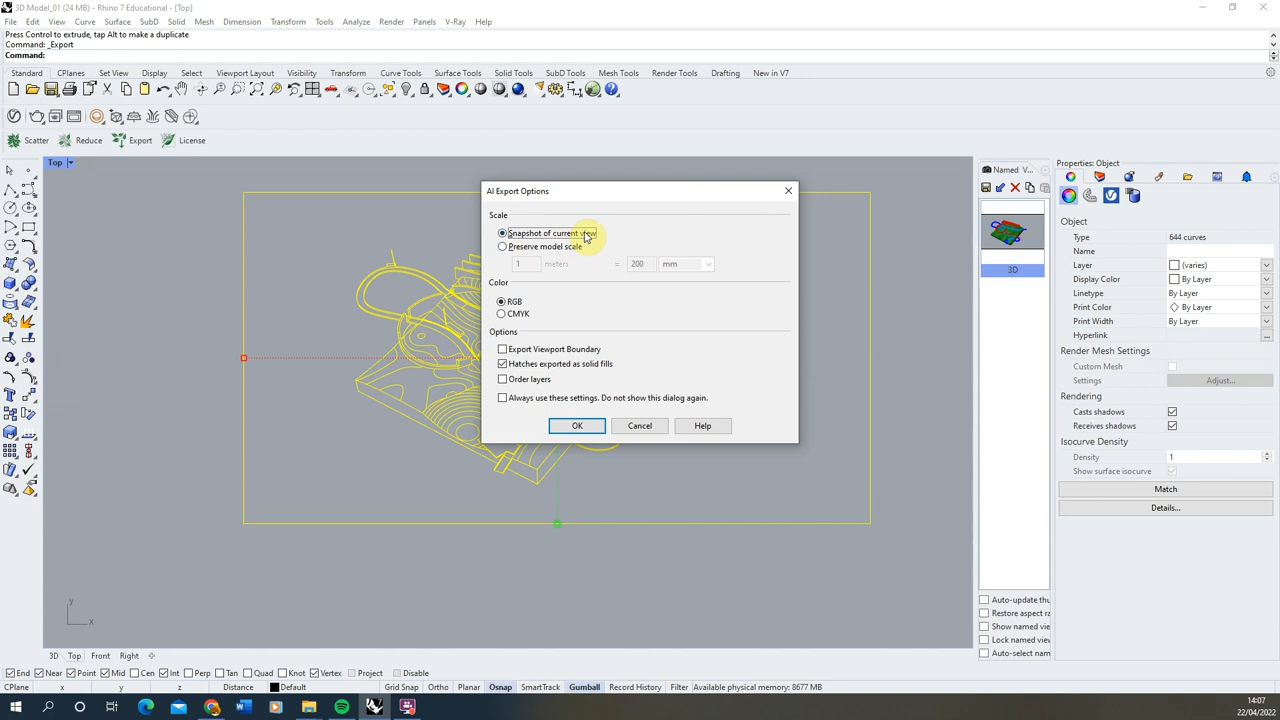 3D Model_01 (24 MB) - Rhino 7 Educational - [Top]
File Edit View Curve Surface SubD Solid Mesh Dimension Transform Tools Analyze Render Panels V-Ray Help
Press Control to extrude, tap Alt to make a duplicate
Command: _Export
Command:
Standard CPlanes Set View Display Select Viewport Layout Visibility Transform Curve Tools Surface Tools Solid Tools SubD Tools Mesh Tools Render Tools Drafting New in V7
Scatter Reduce Export License
Top
AI Export Options
Scale
Snapshot of current view
Preserve model scale
1 meters = 200 mm
Color
RGB
CMYK
Options
Export Viewport Boundary
Hatches exported as solid fills
Order layers
Always use these settings. Do not show this dialog again.
OK Cancel Help
y
x
Named V...
3D
Auto-update thu
Restore aspect ra
Show named view
Lock named view
Auto-select nam
Properties: Object
Object
Type 644 curves
Name
Layer (varies)
Display Color By Layer
Linetype By Layer
Print Color By Layer
Print Width By Layer
Hyperlink ...
Render Mesh Settings
Custom Mesh
Settings Adjust...
Rendering
Casts shadows
Receives shadows
Isocurve Density
Density 1
Show surface isocurve
Match
Details...
3D Top Front Right
End Near Point Mid Cen Int Perp Tan Quad Knot Vertex Project Disable
CPlane x y z Distance Default Grid Snap Ortho Planar Osnap SmartTrack Gumball Record History Filter Available physical memory: 8677 MB
14:07
22/04/2022